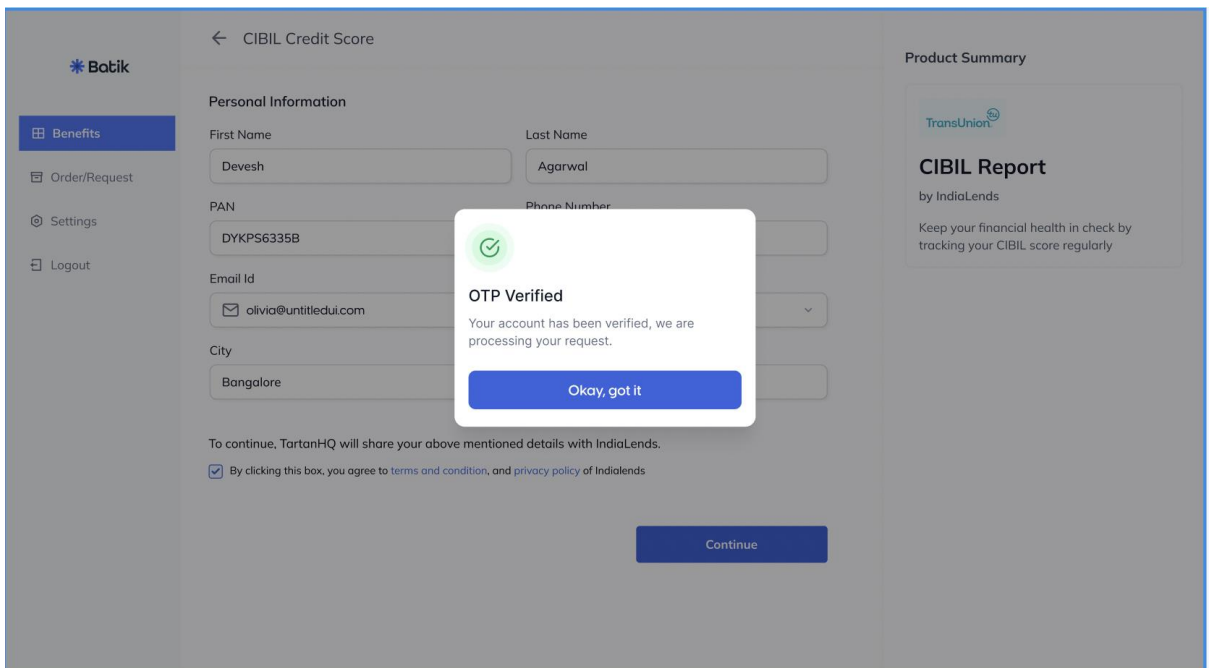 Batik
Benefits
Order/Request
Settings
Logout
CIBIL Credit Score
Personal Information
First Name
Last Name
Devesh
Agarwal
PAN
Phone Number
DYKPS6335B
Email Id
olivia@untitledui.com
City
Bangalore
OTP Verified
Your account has been verified, we are
processing your request.
Okay, got it
To continue, TartanHQ will share your above mentioned details with IndiaLends.
By clicking this box, you agree to terms and condition, and privacy policy of Indialends
Continue
Product Summary
TransUnion
tu
CIBIL Report
by IndiaLends
Keep your financial health in check by
tracking your CIBIL score regularly